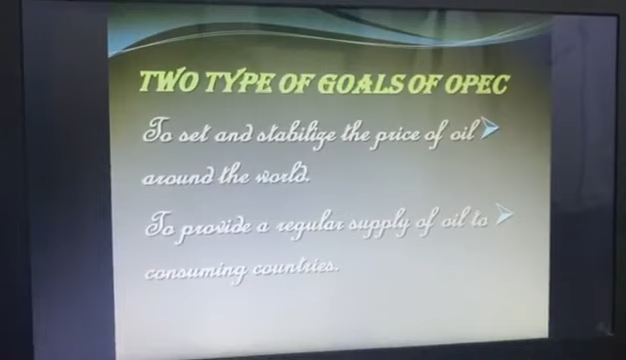 TWO TYPE OF GOALS OF OPEC
To set and stabilize the price of oil
around the world.
To provide a regular supply of oil to
consuming countries.